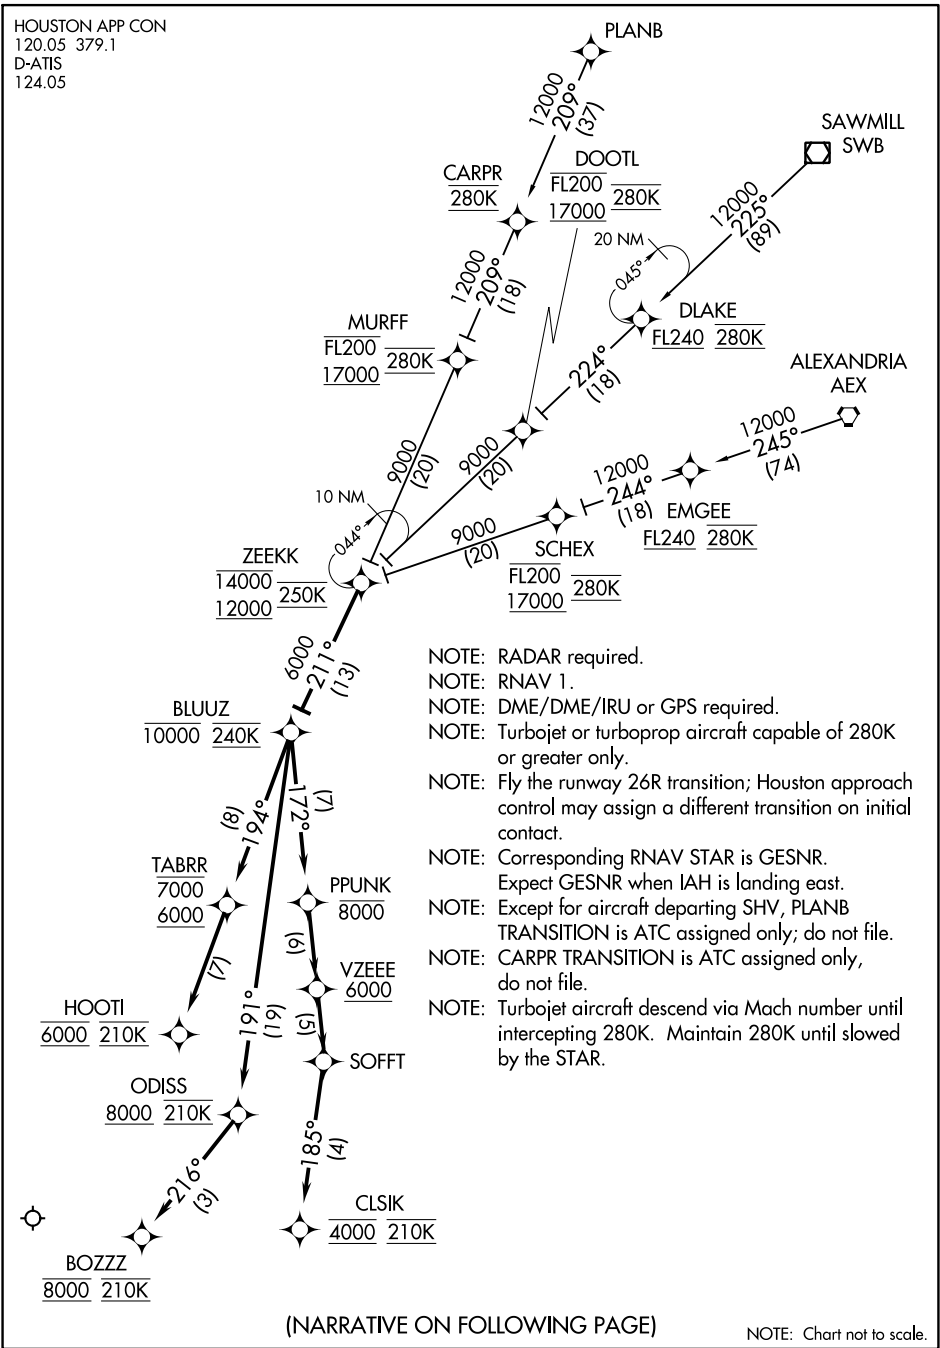 HOUSTON APP CON
120.05 379.1
D-ATIS
124.05
PLANB
12000
209°
(37)
SAWMILL
SWB
12000
225°
(89)
CARPR
280K
DOOTL
FL200
17000
280K
20 NM
045°
12000
209°
(18)
MURFF
FL200
17000
280K
DLAKE
FL240 280K
224°
(18)
ALEXANDRIA
AEX
12000
245°
(74)
9000
(20)
9000
(20)
12000
244°
(18)
EMGEE
FL240 280K
10 NM
044°
9000
(20)
SCHEX
FL200
17000
280K
ZEEKK
14000
12000
250K
6000
211°
(13)
BLUUZ
10000 240K
NOTE: RADAR required.
NOTE: RNAV 1.
NOTE: DME/DME/IRU or GPS required.
NOTE: Turbojet or turboprop aircraft capable of 280K
or greater only.
NOTE: Fly the runway 26R transition; Houston approach
control may assign a different transition on initial
contact.
NOTE: Corresponding RNAV STAR is GESNR.
Expect GESNR when IAH is landing east.
NOTE: Except for aircraft departing SHV, PLANB
TRANSITION is ATC assigned only; do not file.
NOTE: CARPR TRANSITION is ATC assigned only,
do not file.
NOTE: Turbojet aircraft descend via Mach number until
intercepting 280K. Maintain 280K until slowed
by the STAR.
(8)
194°
172°
(7)
TABRR
7000
6000
PPUNK
8000
(7)
(6)
VZEEE
6000
HOOTI
6000 210K
191°
(16)
(5)
SOFFT
ODISS
8000 210K
185°
(4)
216°
(3)
CLSIK
4000 210K
BOZZZ
8000 210K
(NARRATIVE ON FOLLOWING PAGE)
NOTE: Chart not to scale.